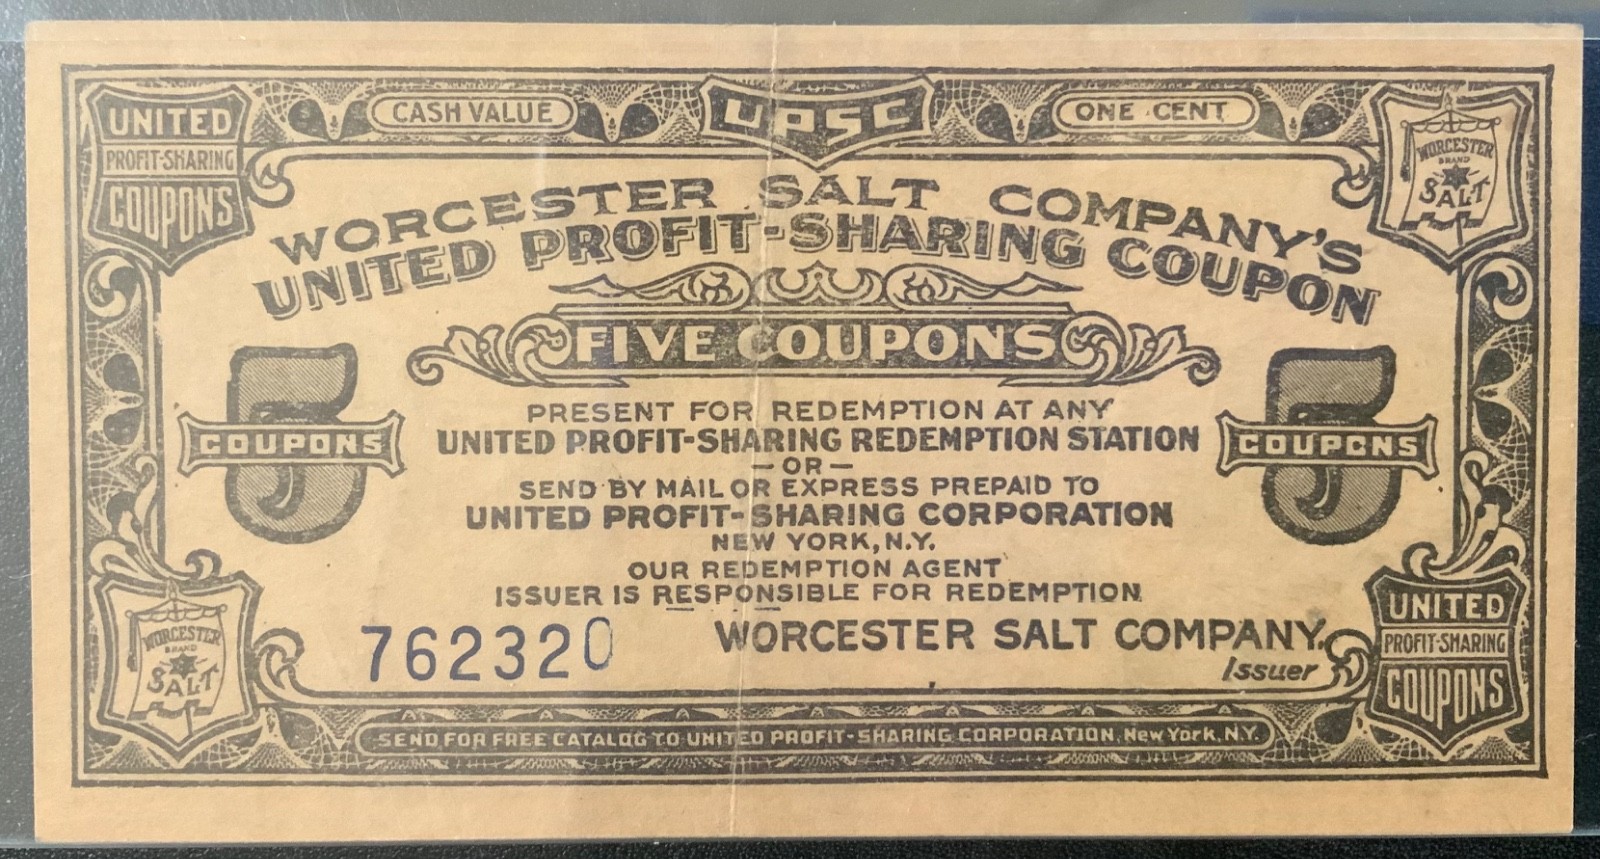 UNITED
PROFIT-SHARING
COUPONS
CASH VALUE
UPSC
ONE CENT
WORCESTER
BRAND
SALT
WORCESTER SALT COMPANY'S
UNITED PROFIT-SHARING COUPON
FIVE COUPONS
5
COUPONS
5
COUPONS
PRESENT FOR REDEMPTION AT ANY
UNITED PROFIT-SHARING REDEMPTION STATION
—OR—
SEND BY MAIL OR EXPRESS PREPAID TO
UNITED PROFIT-SHARING CORPORATION
NEW YORK, N.Y.
OUR REDEMPTION AGENT
ISSUER IS RESPONSIBLE FOR REDEMPTION
762320
WORCESTER SALT COMPANY.
Issuer
WORCESTER
BRAND
SALT
UNITED
PROFIT-SHARING
COUPONS
SEND FOR FREE CATALOG TO UNITED PROFIT-SHARING CORPORATION, New York, N.Y.